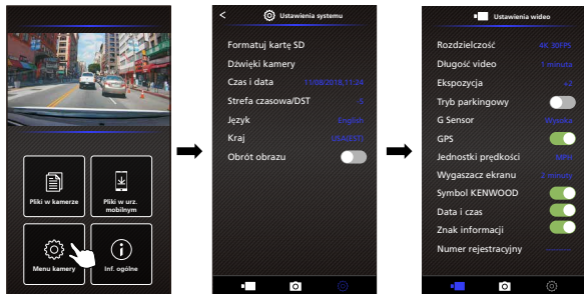 Pliki w kamerze
Pliki w urz.
mobilnym
Menu kamery
Inf. ogólne
Ustawienia systemu
Formatuj kartę SD
Dźwięki kamery
Czas i data 11/08/2018,11:24
Strefa czasowa/DST -5
Język English
Kraj USA(EST)
Obrót obrazu
Ustawienia wideo
Rozdzielczość 4K 30FPS
Długość video 1 minuta
Ekspozycja +2
Tryb parkingowy
G Sensor Wysoka
GPS
Jednostki prędkości MPH
Wygaszacz ekranu 2 minuty
Symbol KENWOOD
Data i czas
Znak informacji
Numer rejestracyjny